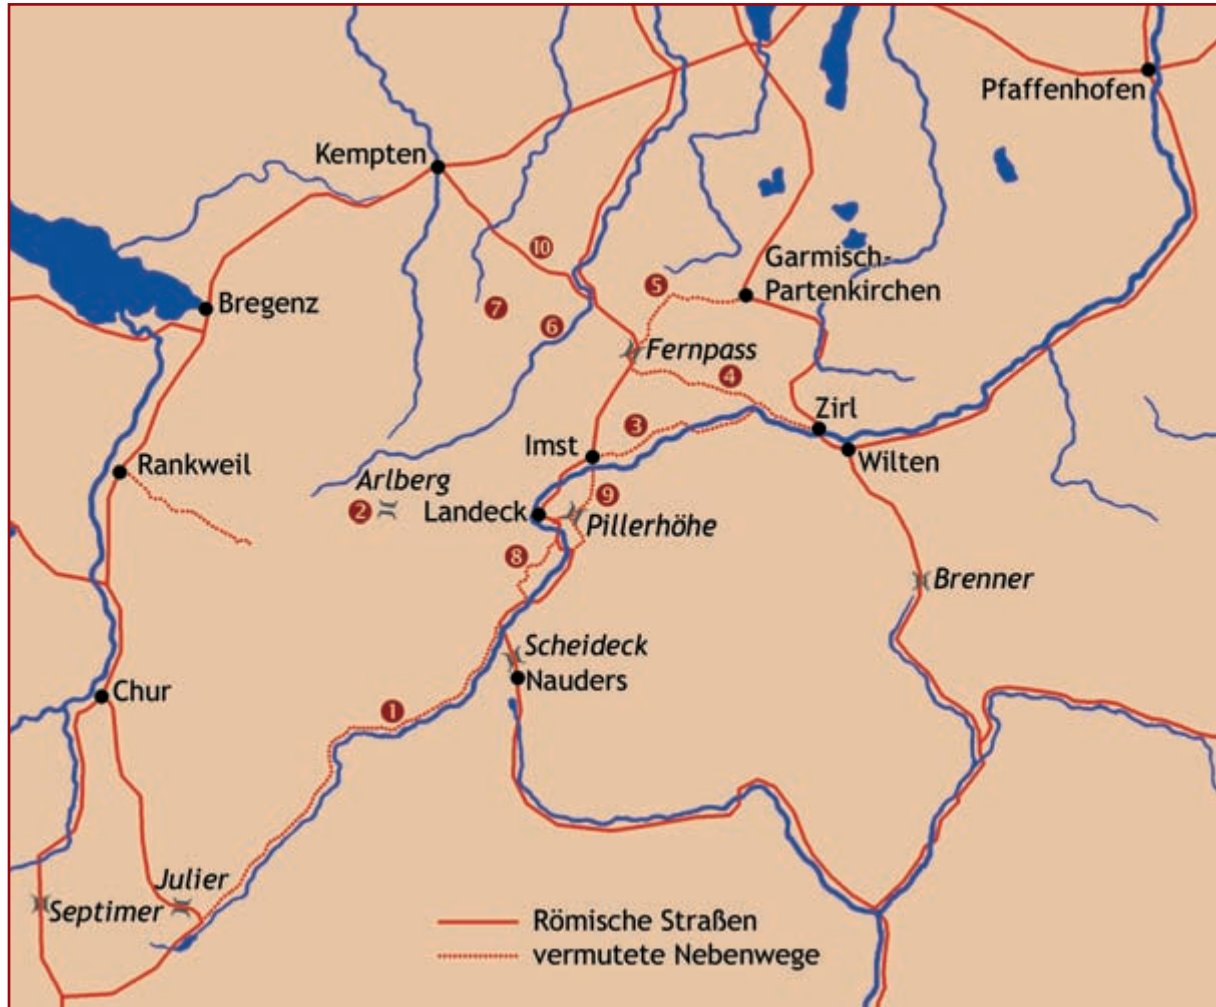 Pfaffenhofen
Kempten
10
Garmisch-
Partenkirchen
5
7
Bregenz
6
Fernpass
4
Zirl
3
Imst
Wilten
Rankweil
Arlberg
2
9
Landeck
Pillerhöhe
8
Brenner
Scheideck
Nauders
Chur
1
Julier
Septimer
Römische Straßen
vermutete Nebenwege